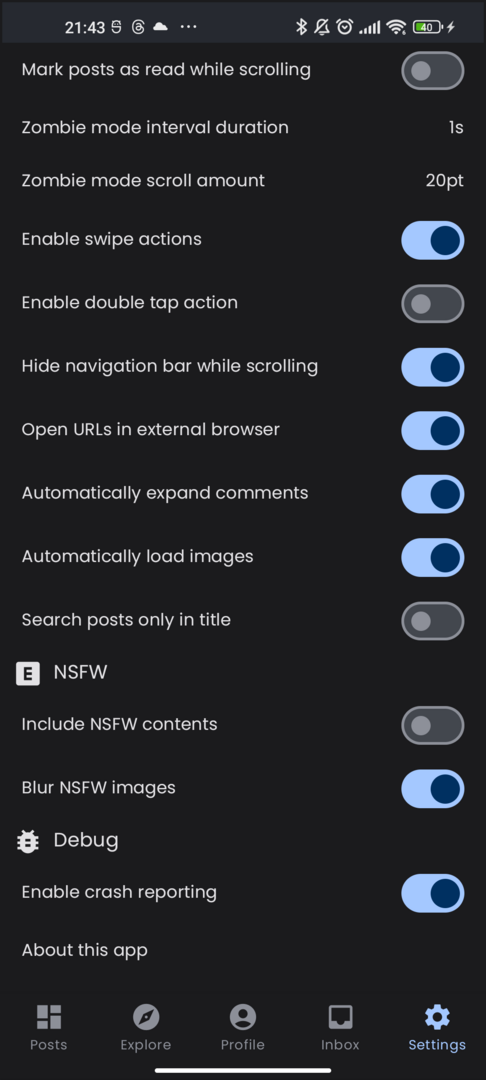 21:43 40
Mark posts as read while scrolling
Zombie mode interval duration 1s
Zombie mode scroll amount 20pt
Enable swipe actions
Enable double tap action
Hide navigation bar while scrolling
Open URLs in external browser
Automatically expand comments
Automatically load images
Search posts only in title
E NSFW
Include NSFW contents
Blur NSFW images
Debug
Enable crash reporting
About this app
Posts Explore Profile Inbox Settings